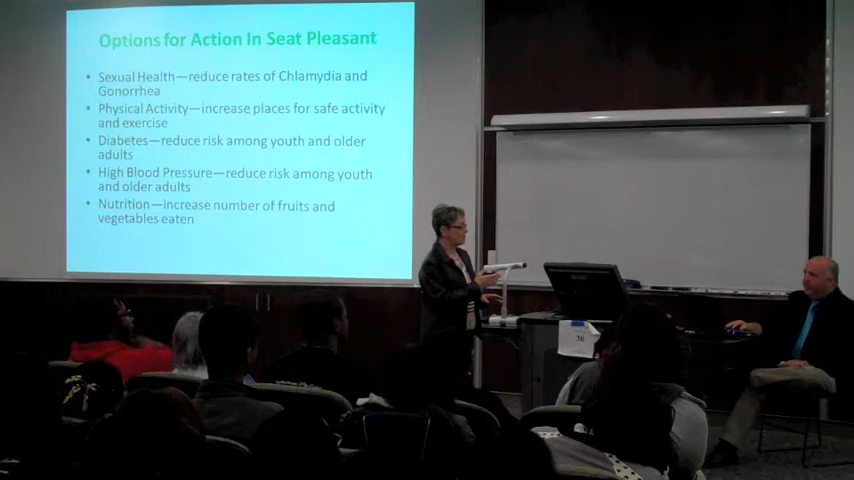 Options for Action In Seat Pleasant
• Sexual Health—reduce rates of Chlamydia and
Gonorrhea
• Physical Activity—increase places for safe activity
and exercise
• Diabetes—reduce risk among youth and older
adults
• High Blood Pressure—reduce risk among youth
and older adults
• Nutrition—increase number of fruits and
vegetables eaten
30